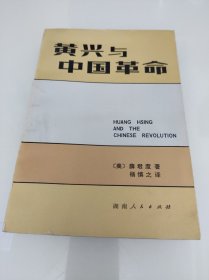 黄兴与
中国革命
HUANG HSING
AND THE
CHINESE REVOLUTION
(美) 薛君度著
杨慎之译
湖南人民出版社